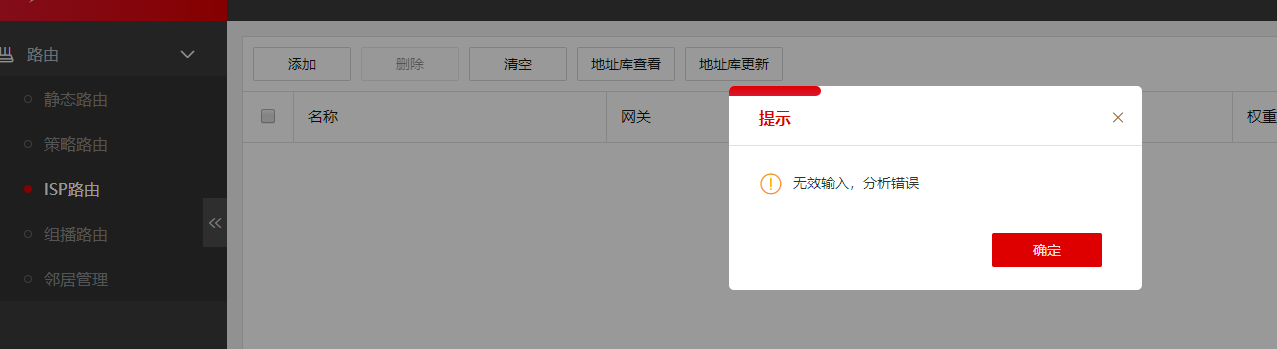 路由
静态路由
策略路由
ISP路由
组播路由
邻居管理
添加 删除 清空 地址库查看 地址库更新
名称 网关 权重
提示
无效输入，分析错误
确定